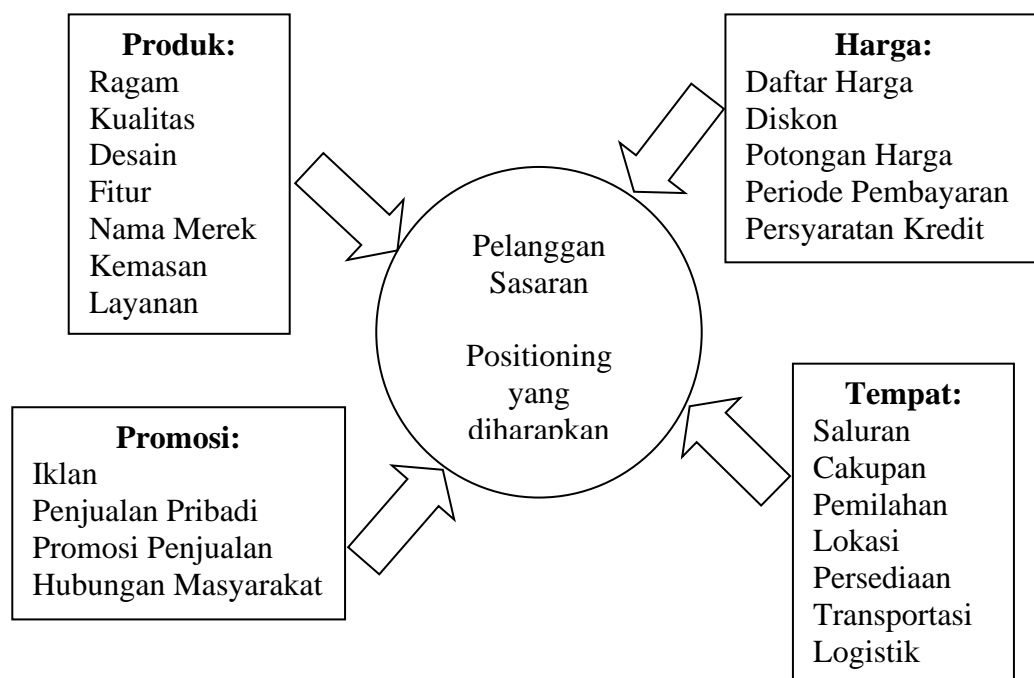 Produk:
Ragam
Kualitas
Desain
Fitur
Nama Merek
Kemasan
Layanan
Harga:
Daftar Harga
Diskon
Potongan Harga
Periode Pembayaran
Persyaratan Kredit
Pelanggan
Sasaran
Positioning
yang
diharapkan
Promosi:
Iklan
Penjualan Pribadi
Promosi Penjualan
Hubungan Masyarakat
Tempat:
Saluran
Cakupan
Pemilahan
Lokasi
Persediaan
Transportasi
Logistik